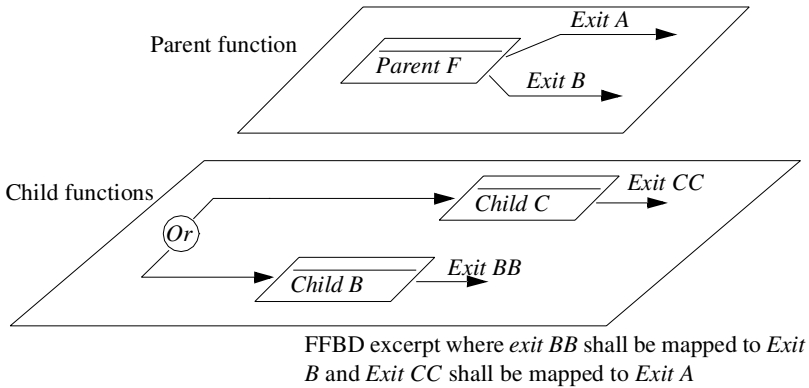 Exit A
Parent function
Parent F
Exit B
Child functions
Exit CC
Child C
Or
Exit BB
Child B
FFBD excerpt where exit BB shall be mapped to Exit
B and Exit CC shall be mapped to Exit A